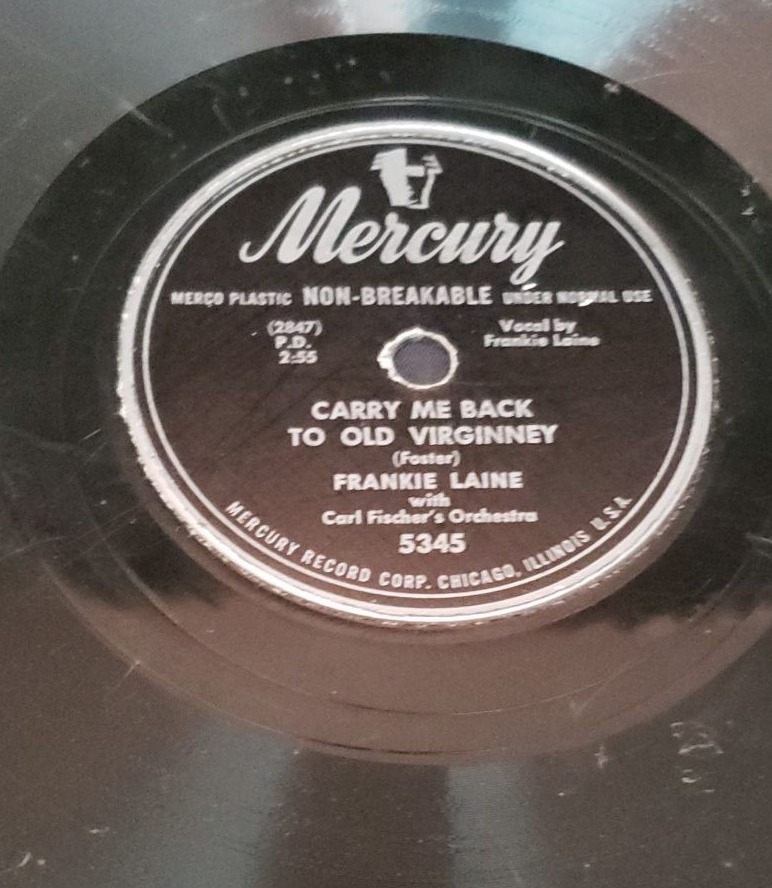 Mercury
MERCO PLASTIC NON-BREAKABLE UNDER NORMAL USE
(2847)
P.D.
2:55
Vocal by
Frankie Laine
CARRY ME BACK
TO OLD VIRGINNEY
(Foster)
FRANKIE LAINE
with
Carl Fischer's Orchestra
5345
MERCURY RECORD CORP. CHICAGO, ILLINOIS U.S.A.